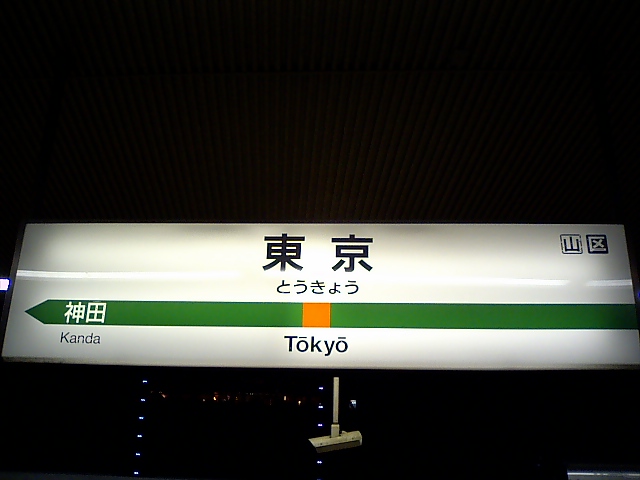 東京
山区
とうきょう
神田
Kanda
Tōkyō